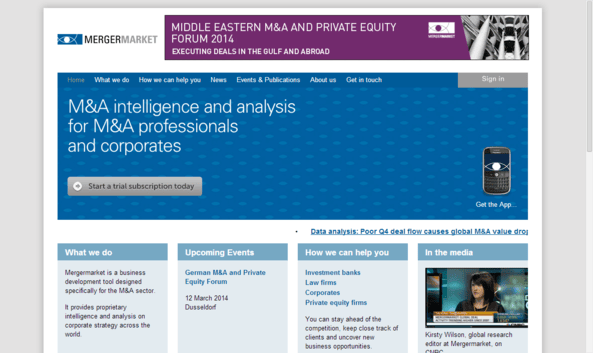 MERGERMARKET
MIDDLE EASTERN M&A AND PRIVATE EQUITY
FORUM 2014
EXECUTING DEALS IN THE GULF AND ABROAD
MERGERMARKET
Home What we do How we can help you News Events & Publications About us Get in touch Sign in
M&A intelligence and analysis
for M&A professionals
and corporates
Start a trial subscription today
Get the App...
Data analysis: Poor Q4 deal flow causes global M&A value drop
What we do
Mergermarket is a business
development tool designed
specifically for the M&A sector.
It provides proprietary
intelligence and analysis on
corporate strategy across the
world.
Upcoming Events
German M&A and Private
Equity Forum
12 March 2014
Dusseldorf
How we can help you
Investment banks
Law firms
Corporates
Private equity firms
You can stay ahead of the
competition, keep close track of
clients and uncover new
business opportunities.
In the media
Kirsty Wilson, global research
editor at Mergermarket, on
CNBC